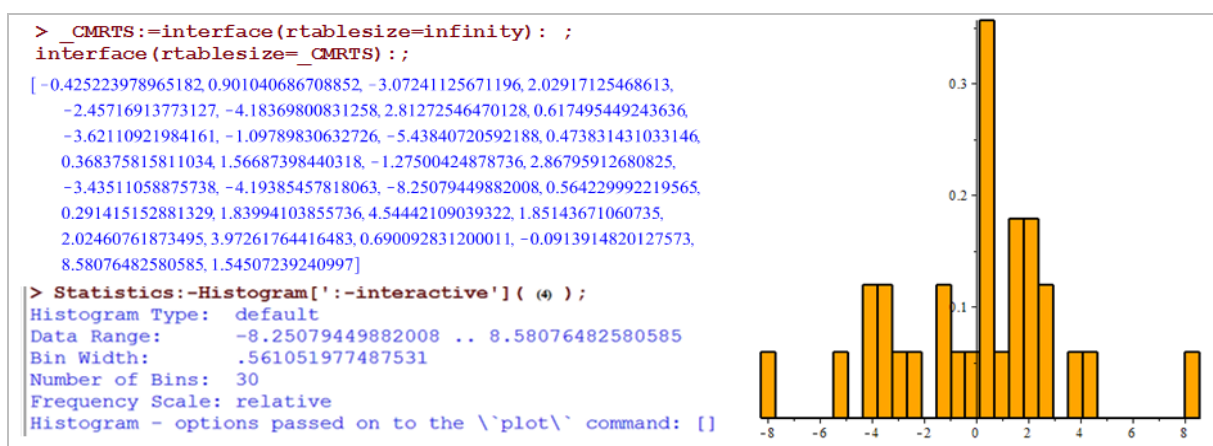 > _CMRTS:=interface(rtablesize=infinity): ;
interface(rtablesize=_CMRTS):;
[-0.425223978965182, 0.901040686708852, -3.07241125671196, 2.02917125468613,
-2.45716913773127, -4.18369800831258, 2.81272546470128, 0.617495449243636,
-3.62110921984161, -1.09789830632726, -5.43840720592188, 0.473831431033146,
0.368375815811034, 1.56687398440318, -1.27500424878736, 2.86795912680825,
-3.43511058875738, -4.19385457818063, -8.25079449882008, 0.564229992219565,
0.291415152881329, 1.83994103855736, 4.54442109039322, 1.85143671060735,
2.02460761873495, 3.97261764416483, 0.690092831200011, -0.0913914820127573,
8.58076482580585, 1.54507239240997]
> Statistics:-Histogram[':-interactive']( (4) );
Histogram Type: default
Data Range: -8.25079449882008 .. 8.58076482580585
Bin Width: .561051977487531
Number of Bins: 30
Frequency Scale: relative
Histogram - options passed on to the \`plot\` command: []
0.3
0.2
0.1
-8 -6 -4 -2 0 2 4 6 8